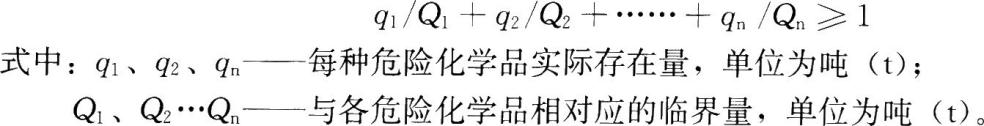 q₁/Q₁ + q₂/Q₂ + …… + qₙ/Qₙ ≥ 1
式中：q₁、q₂、qₙ——每种危险化学品实际存在量，单位为吨（t）；
Q₁、Q₂…Qₙ——与各危险化学品相对应的临界量，单位为吨（t）。